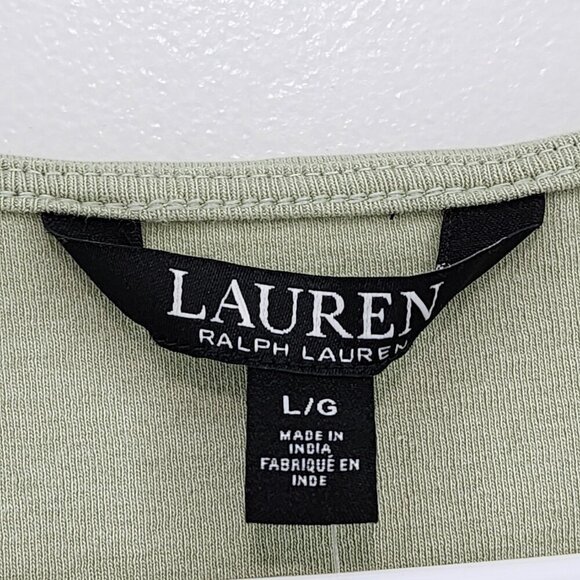 LAUREN
RALPH LAUREN
L/G
MADE IN
INDIA
FABRIQUÉ EN
INDE